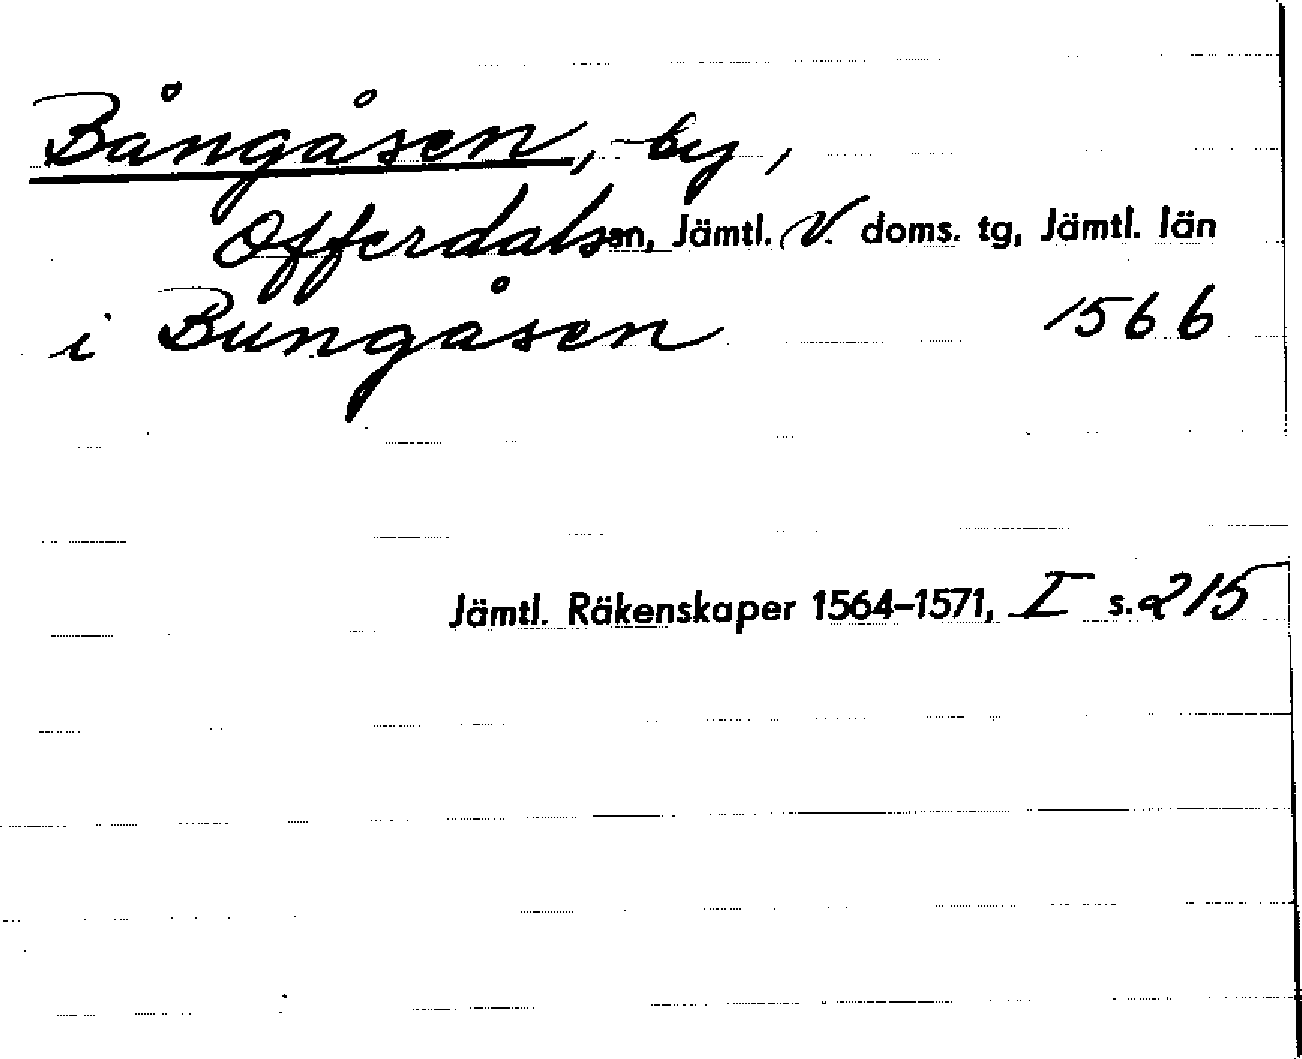 Bångåsen, by,
Offerdals sn, Jämtl. V. doms. tg, Jämtl. län
i Bungåsen 1566
Jämtl. Räkenskaper 1564–1571, I s. 215